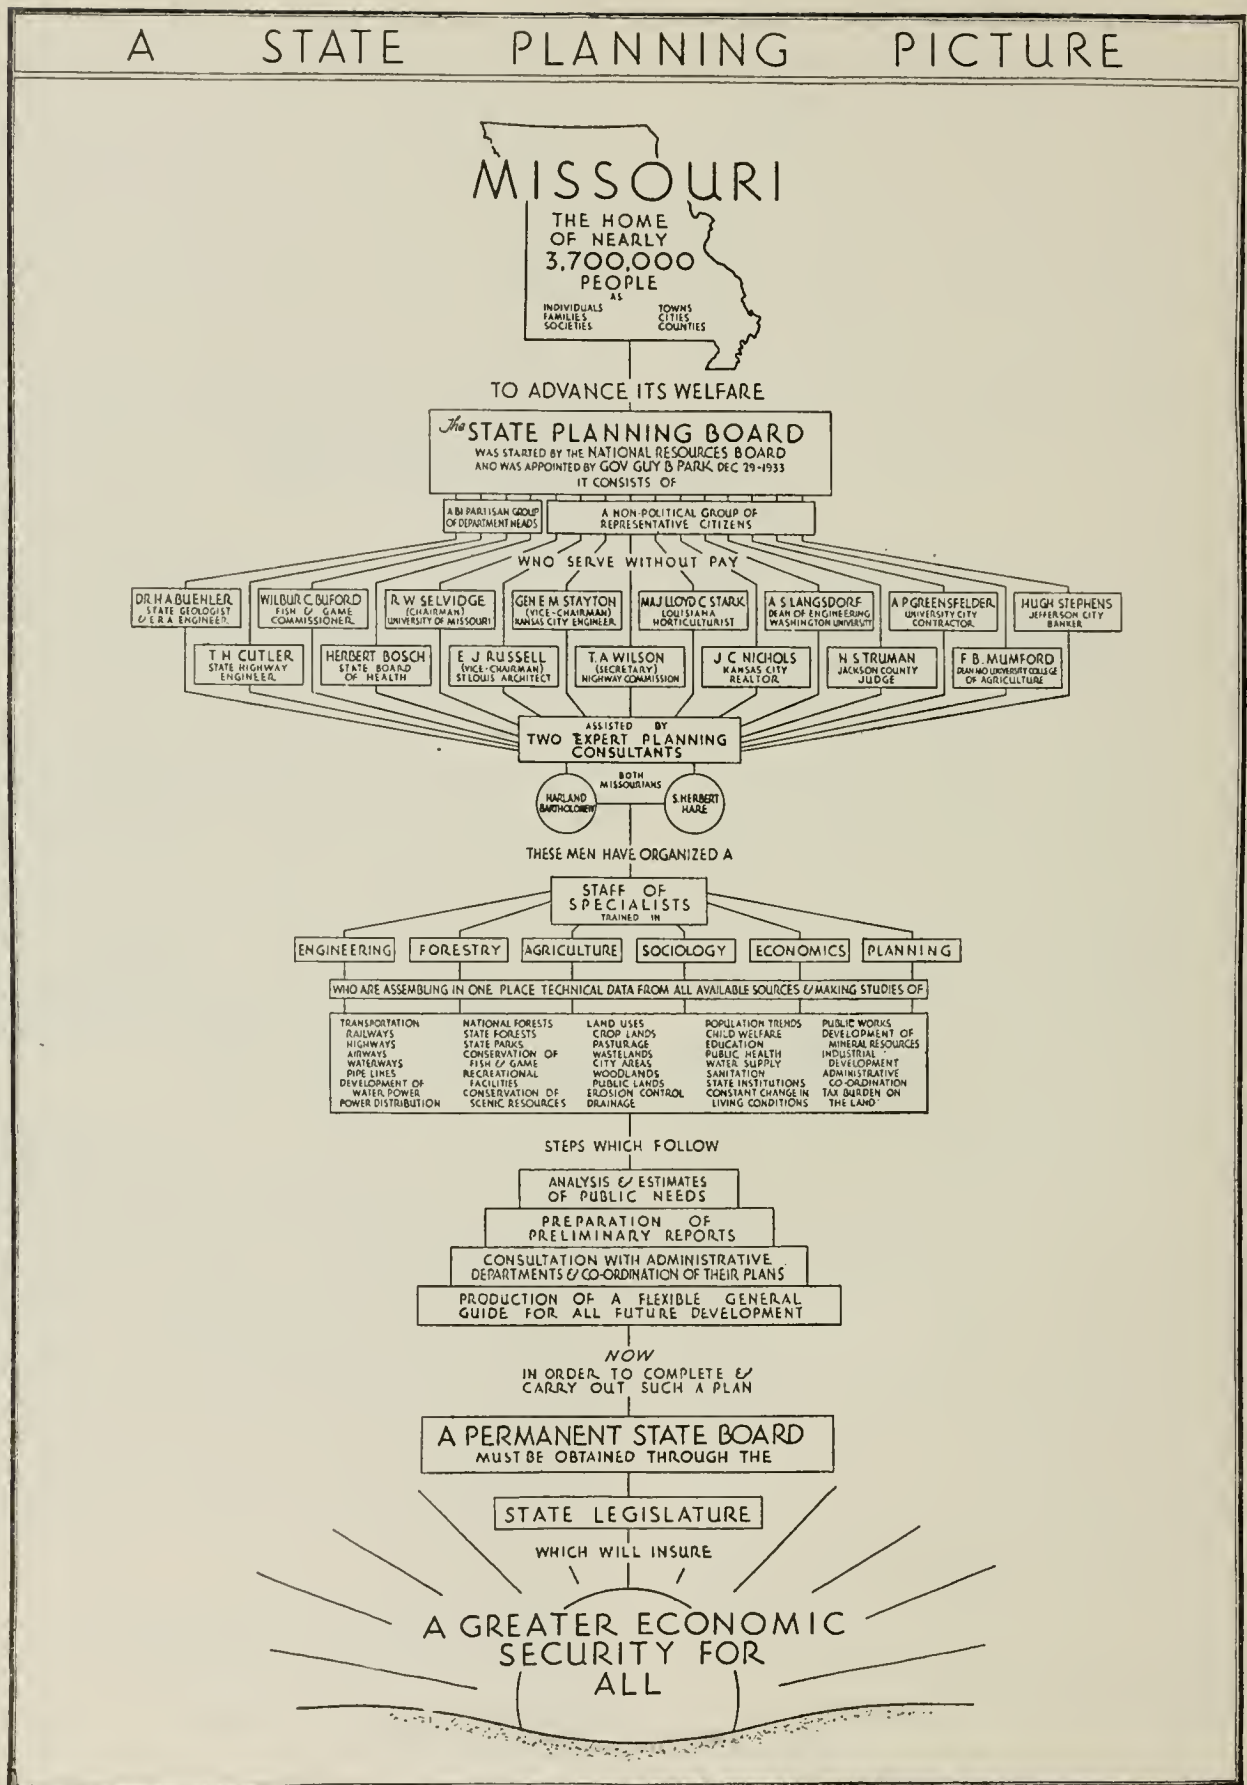 A STATE PLANNING PICTURE
MISSOURI
THE HOME
OF NEARLY
3,700,000
PEOPLE
AS
INDIVIDUALS
FAMILIES
SOCIETIES
TOWNS
CITIES
COUNTIES
TO ADVANCE ITS WELFARE
The STATE PLANNING BOARD
WAS STARTED BY THE NATIONAL RESOURCES BOARD
AND WAS APPOINTED BY GOV GUY B PARK DEC 29-1933
IT CONSISTS OF
A BI PARTISAN GROUP
OF DEPARTMENT HEADS
A NON-POLITICAL GROUP OF
REPRESENTATIVE CITIZENS
WHO SERVE WITHOUT PAY
DR H A BUEHLER
STATE GEOLOGIST
& E R A ENGINEER
WILBUR C BUFORD
FISH & GAME
COMMISSIONER
R W SELVIDGE
(CHAIRMAN)
UNIVERSITY OF MISSOURI
GEN E M STAYTON
(VICE-CHAIRMAN)
KANSAS CITY ENGINEER
MAJ LLOYD C STARK
LOUISIANA
HORTICULTURIST
A S LANGSDORF
DEAN OF ENGINEERING
WASHINGTON UNIVERSITY
A P GREENSFELDER
UNIVERSITY CITY
CONTRACTOR
HUGH STEPHENS
JEFFERSON CITY
BANKER
T H CUTLER
STATE HIGHWAY
ENGINEER
HERBERT BOSCH
STATE BOARD
OF HEALTH
E J RUSSELL
(VICE-CHAIRMAN)
ST LOUIS ARCHITECT
T. A WILSON
(SECRETARY)
HIGHWAY COMMISSION
J C NICHOLS
KANSAS CITY
REALTOR
H S TRUMAN
JACKSON COUNTY
JUDGE
F B. MUMFORD
DEAN MO UNIVERSITY COLLEGE
OF AGRICULTURE
ASSISTED BY
TWO EXPERT PLANNING
CONSULTANTS
BOTH
MISSOURIANS
HARLAND
BARTHOLOMEW
S. HERBERT
HARE
THESE MEN HAVE ORGANIZED A
STAFF OF
SPECIALISTS
TRAINED IN
ENGINEERING
FORESTRY
AGRICULTURE
SOCIOLOGY
ECONOMICS
PLANNING
WHO ARE ASSEMBLING IN ONE PLACE TECHNICAL DATA FROM ALL AVAILABLE SOURCES & MAKING STUDIES OF
TRANSPORTATION
RAILWAYS
HIGHWAYS
AIRWAYS
WATERWAYS
PIPE LINES
DEVELOPMENT OF
WATER POWER
POWER DISTRIBUTION
NATIONAL FORESTS
STATE FORESTS
STATE PARKS
CONSERVATION OF
FISH & GAME
RECREATIONAL
FACILITIES
CONSERVATION OF
SCENIC RESOURCES
LAND USES
CROP LANDS
PASTURAGE
WASTELANDS
CITY AREAS
WOODLANDS
PUBLIC LANDS
EROSION CONTROL
DRAINAGE
POPULATION TRENDS
CHILD WELFARE
EDUCATION
PUBLIC HEALTH
WATER SUPPLY
SANITATION
STATE INSTITUTIONS
CONSTANT CHANGE IN
LIVING CONDITIONS
PUBLIC WORKS
DEVELOPMENT OF
MINERAL RESOURCES
INDUSTRIAL
DEVELOPMENT
ADMINISTRATIVE
CO-ORDINATION
TAX BURDEN ON
THE LAND
STEPS WHICH FOLLOW
ANALYSIS & ESTIMATES
OF PUBLIC NEEDS
PREPARATION OF
PRELIMINARY REPORTS
CONSULTATION WITH ADMINISTRATIVE
DEPARTMENTS & CO-ORDINATION OF THEIR PLANS
PRODUCTION OF A FLEXIBLE GENERAL
GUIDE FOR ALL FUTURE DEVELOPMENT
NOW
IN ORDER TO COMPLETE &
CARRY OUT SUCH A PLAN
A PERMANENT STATE BOARD
MUST BE OBTAINED THROUGH THE
STATE LEGISLATURE
WHICH WILL INSURE
A GREATER ECONOMIC
SECURITY FOR
ALL